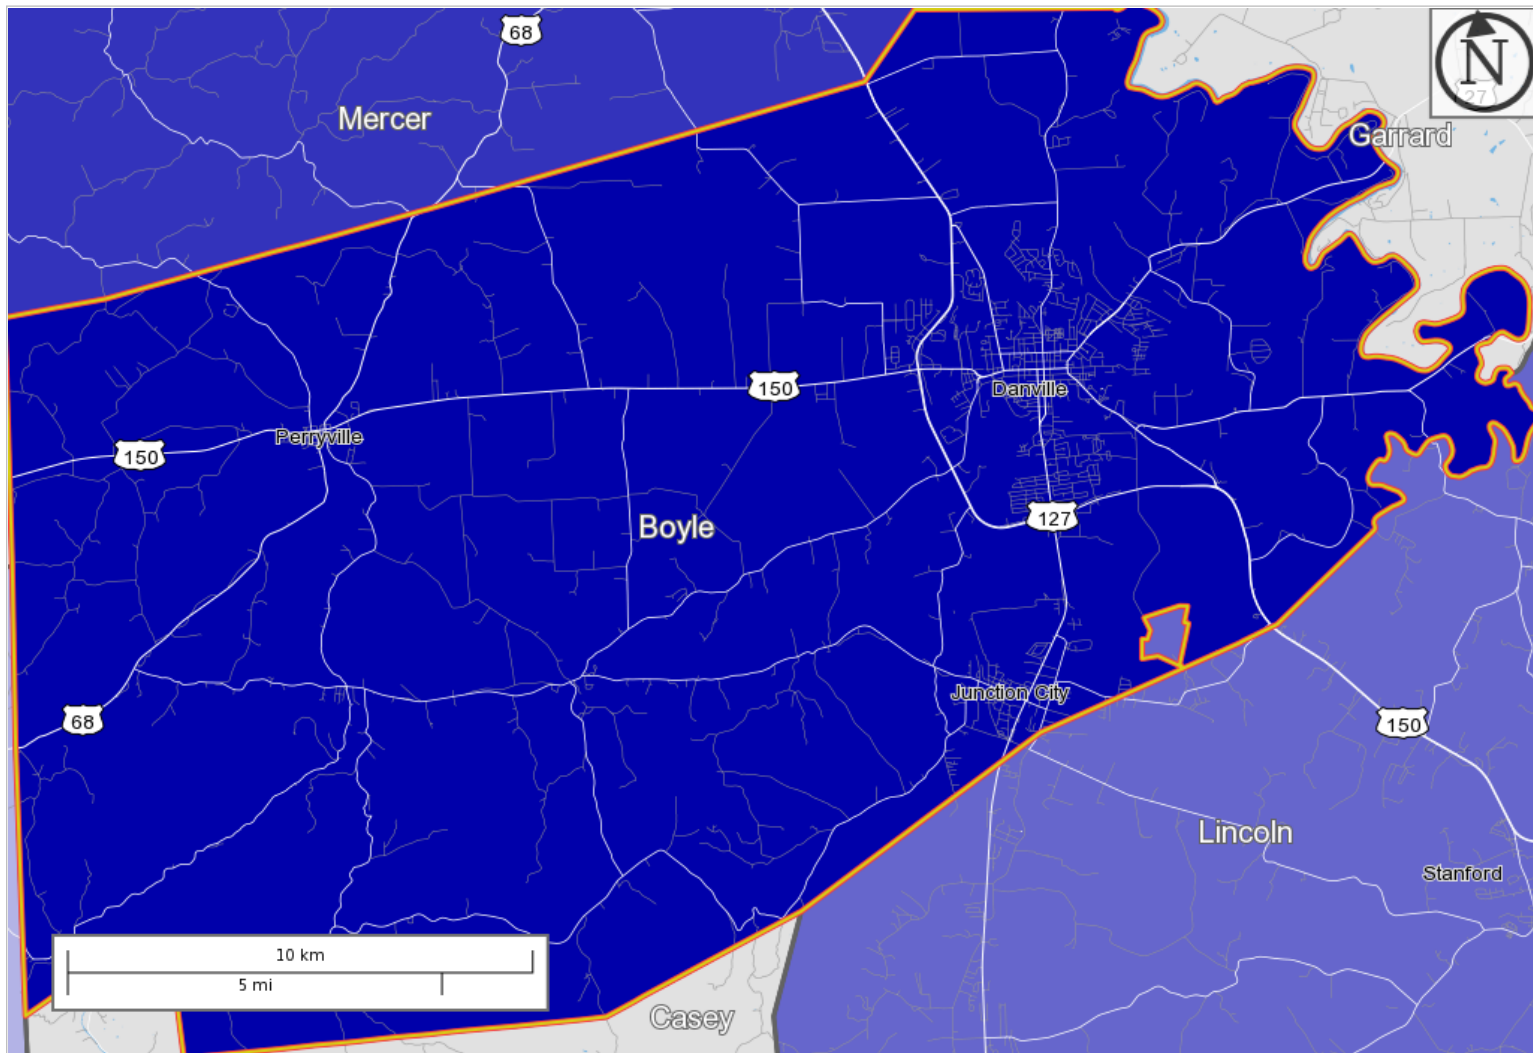 68
N
27
Mercer
Garrard
150
Danville
Perryville
150
127
Boyle
Junction City
68
150
Lincoln
Stanford
10 km
5 mi
Casey